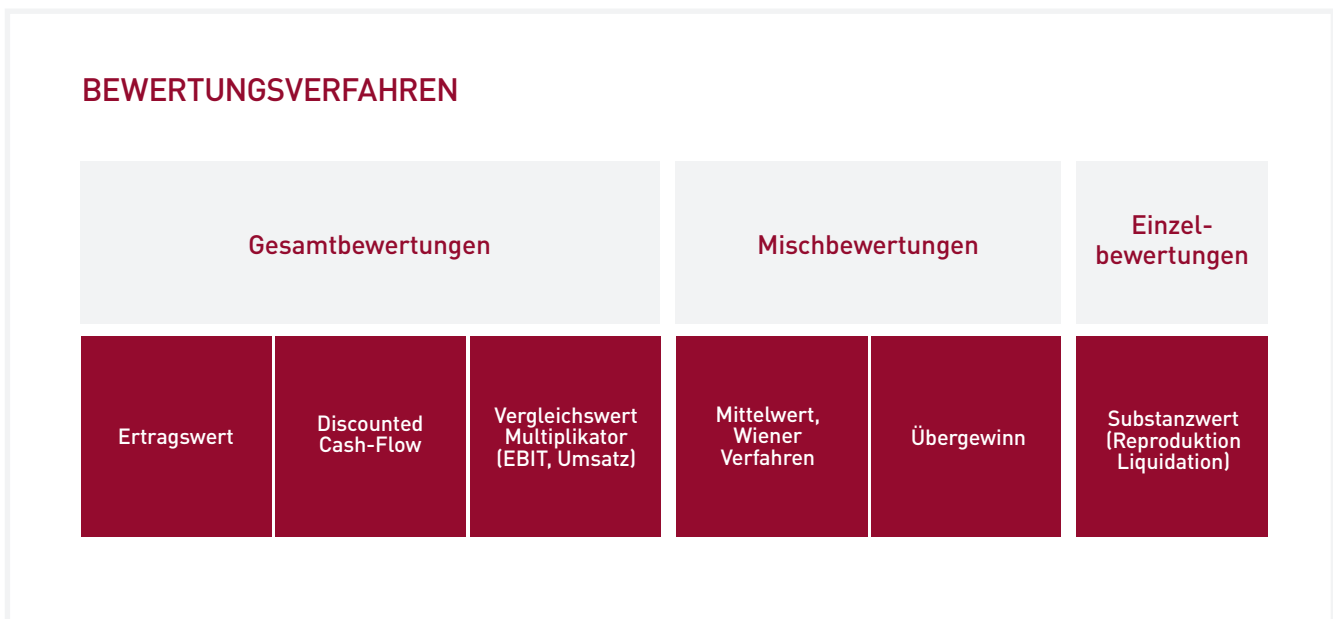 BEWERTUNGSVERFAHREN
Gesamtbewertungen
Mischbewertungen
Einzel-
bewertungen
Ertragswert
Discounted
Cash-Flow
Vergleichswert
Multiplikator
(EBIT, Umsatz)
Mittelwert,
Wiener
Verfahren
Übergewinn
Substanzwert
(Reproduktion
Liquidation)